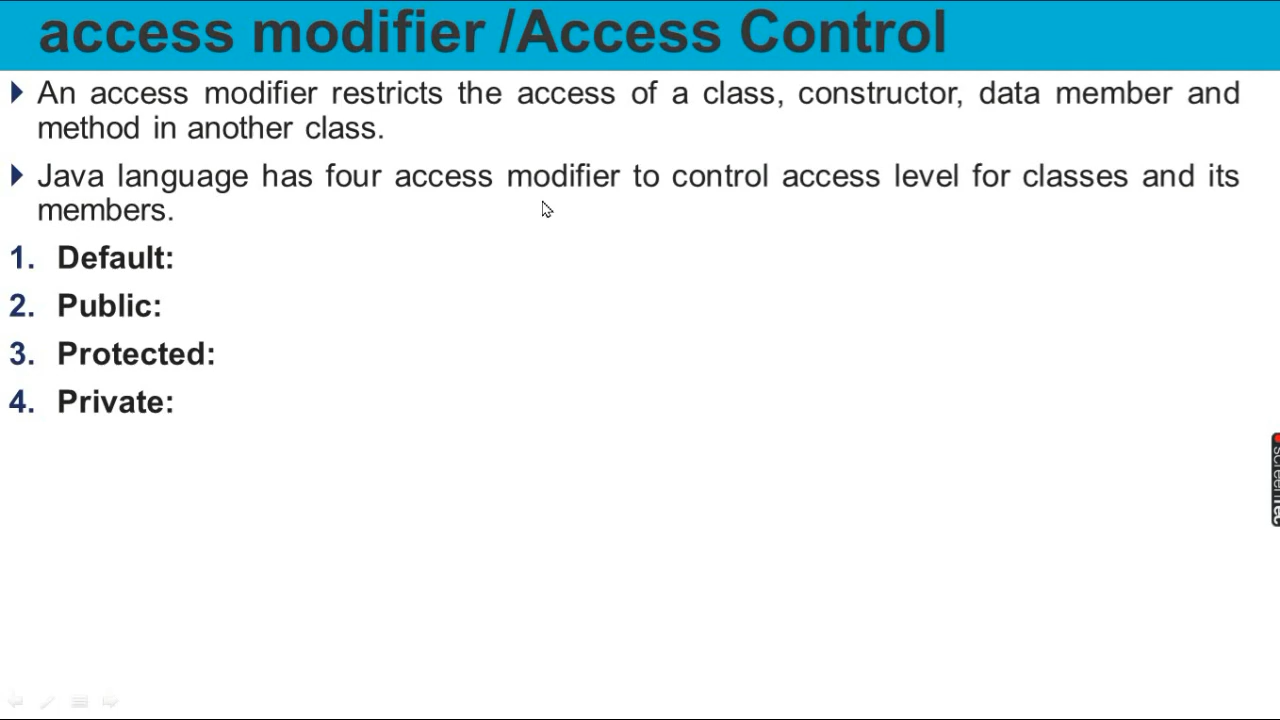 access modifier /Access Control
An access modifier restricts the access of a class, constructor, data member and
method in another class.
Java language has four access modifier to control access level for classes and its
members.
1. Default:
2. Public:
3. Protected:
4. Private:
screenrec